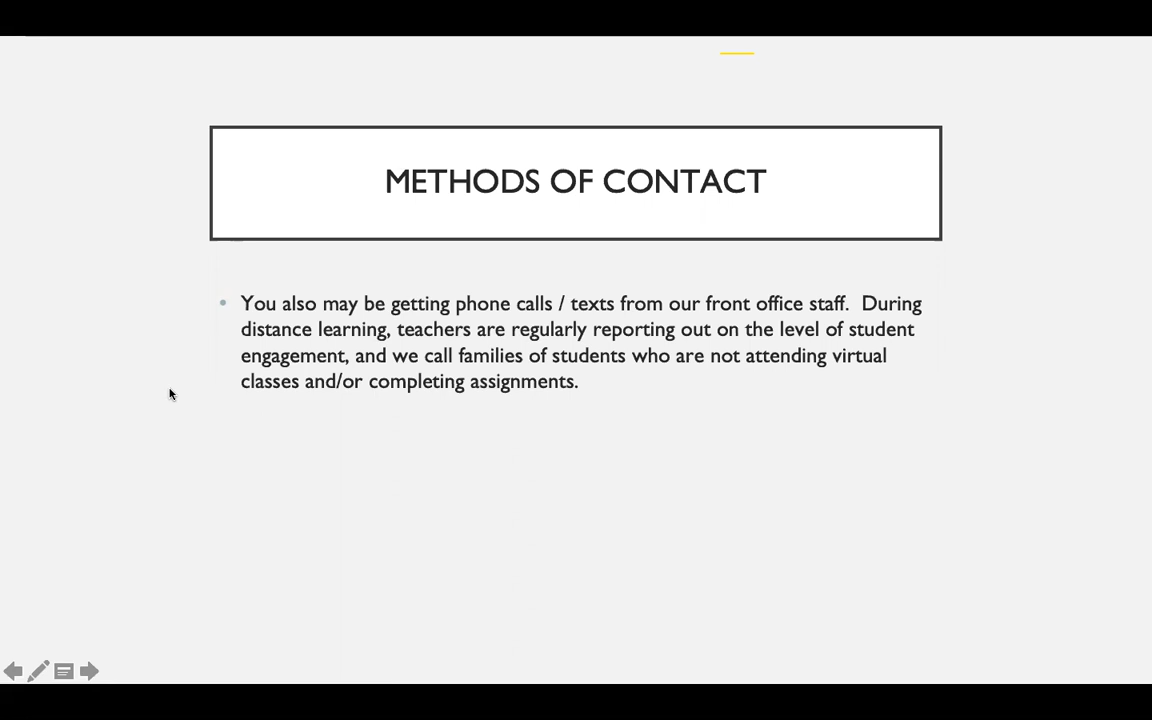 METHODS OF CONTACT
• You also may be getting phone calls / texts from our front office staff.  During
distance learning, teachers are regularly reporting out on the level of student
engagement, and we call families of students who are not attending virtual
classes and/or completing assignments.